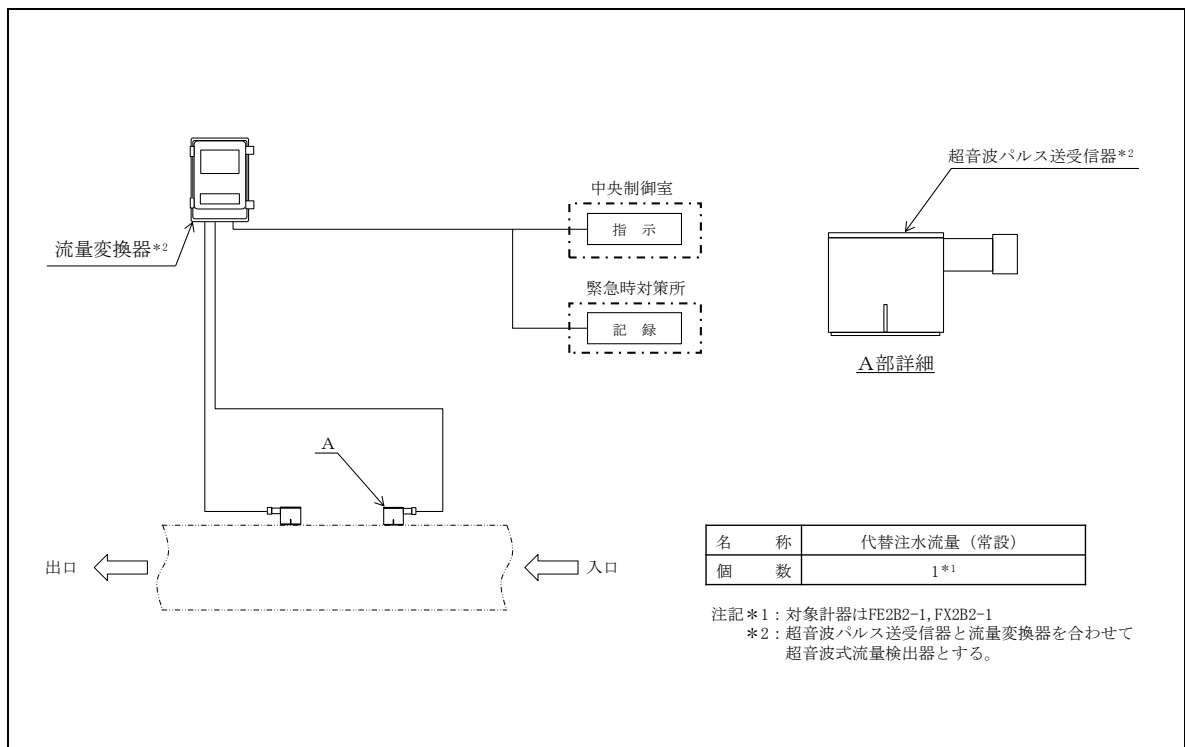 超音波パルス送受信器*2
中央制御室
指 示
流量変換器*2
緊急時対策所
記 録
A部詳細
A
出口
入口
名 称 代替注水流量（常設）
個 数 1*1
注記*1：対象計器はFE2B2-1,FX2B2-1
*2：超音波パルス送受信器と流量変換器を合わせて
超音波式流量検出器とする。